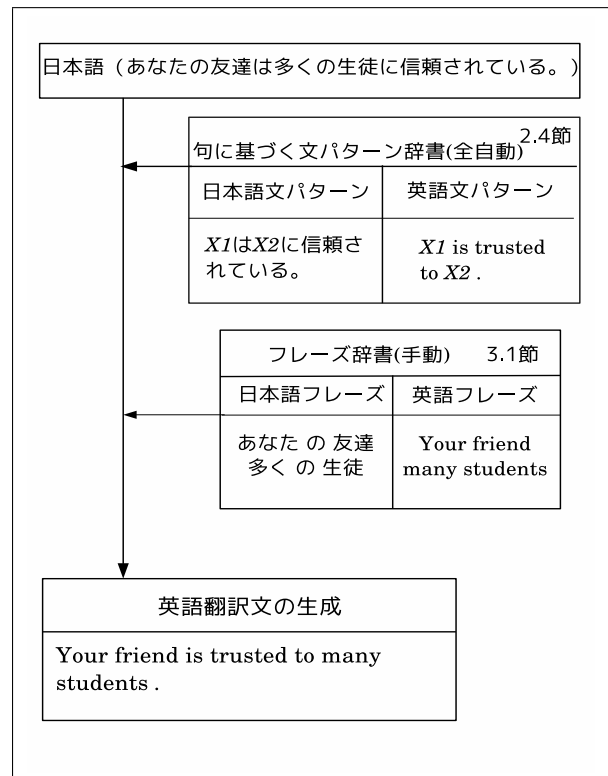 日本語（あなたの友達は多くの生徒に信頼されている。）
2.4節
句に基づく文パターン辞書(全自動)
日本語文パターン 英語文パターン
X1はX2に信頼さ
れている。
X1 is trusted
to X2 .
フレーズ辞書(手動) 3.1節
日本語フレーズ 英語フレーズ
あなた の 友達 Your friend
多く の 生徒 many students
英語翻訳文の生成
Your friend is trusted to many
students .